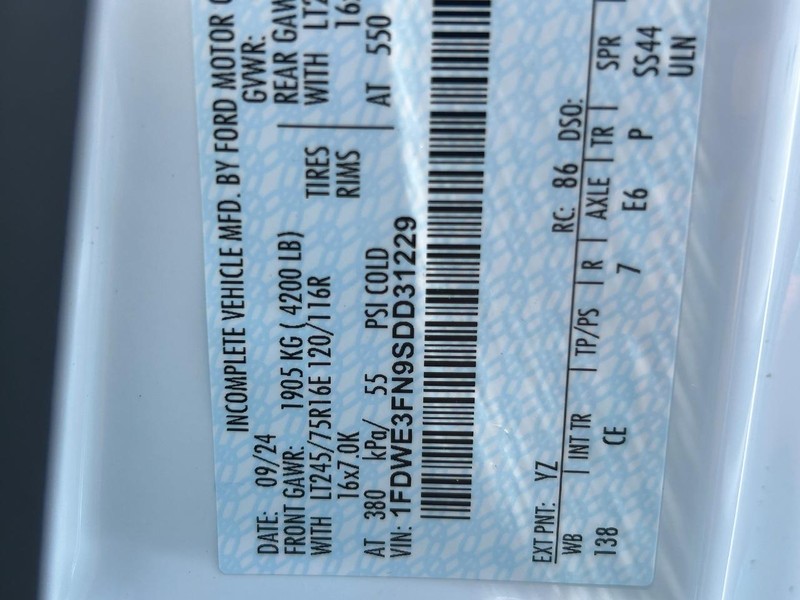 INCOMPLETE VEHICLE MFD. BY FORD MOTOR
DATE: 09/24 GVWR:
FRONT GAWR: 1905 KG ( 4200 LB) REAR GAW
WITH LT245/75R16E 120/116R TIRES WITH LT2
16x7.0K RIMS 16x
AT 380 kPa/ 55 PSI COLD AT 550
VIN: 1FDWE3FN9SDD31229
EXT PNT: YZ RC: 86 DSO:
WB INT TR TP/PS R AXLE TR SPR
138 CE 7 E6 P SS44
ULN